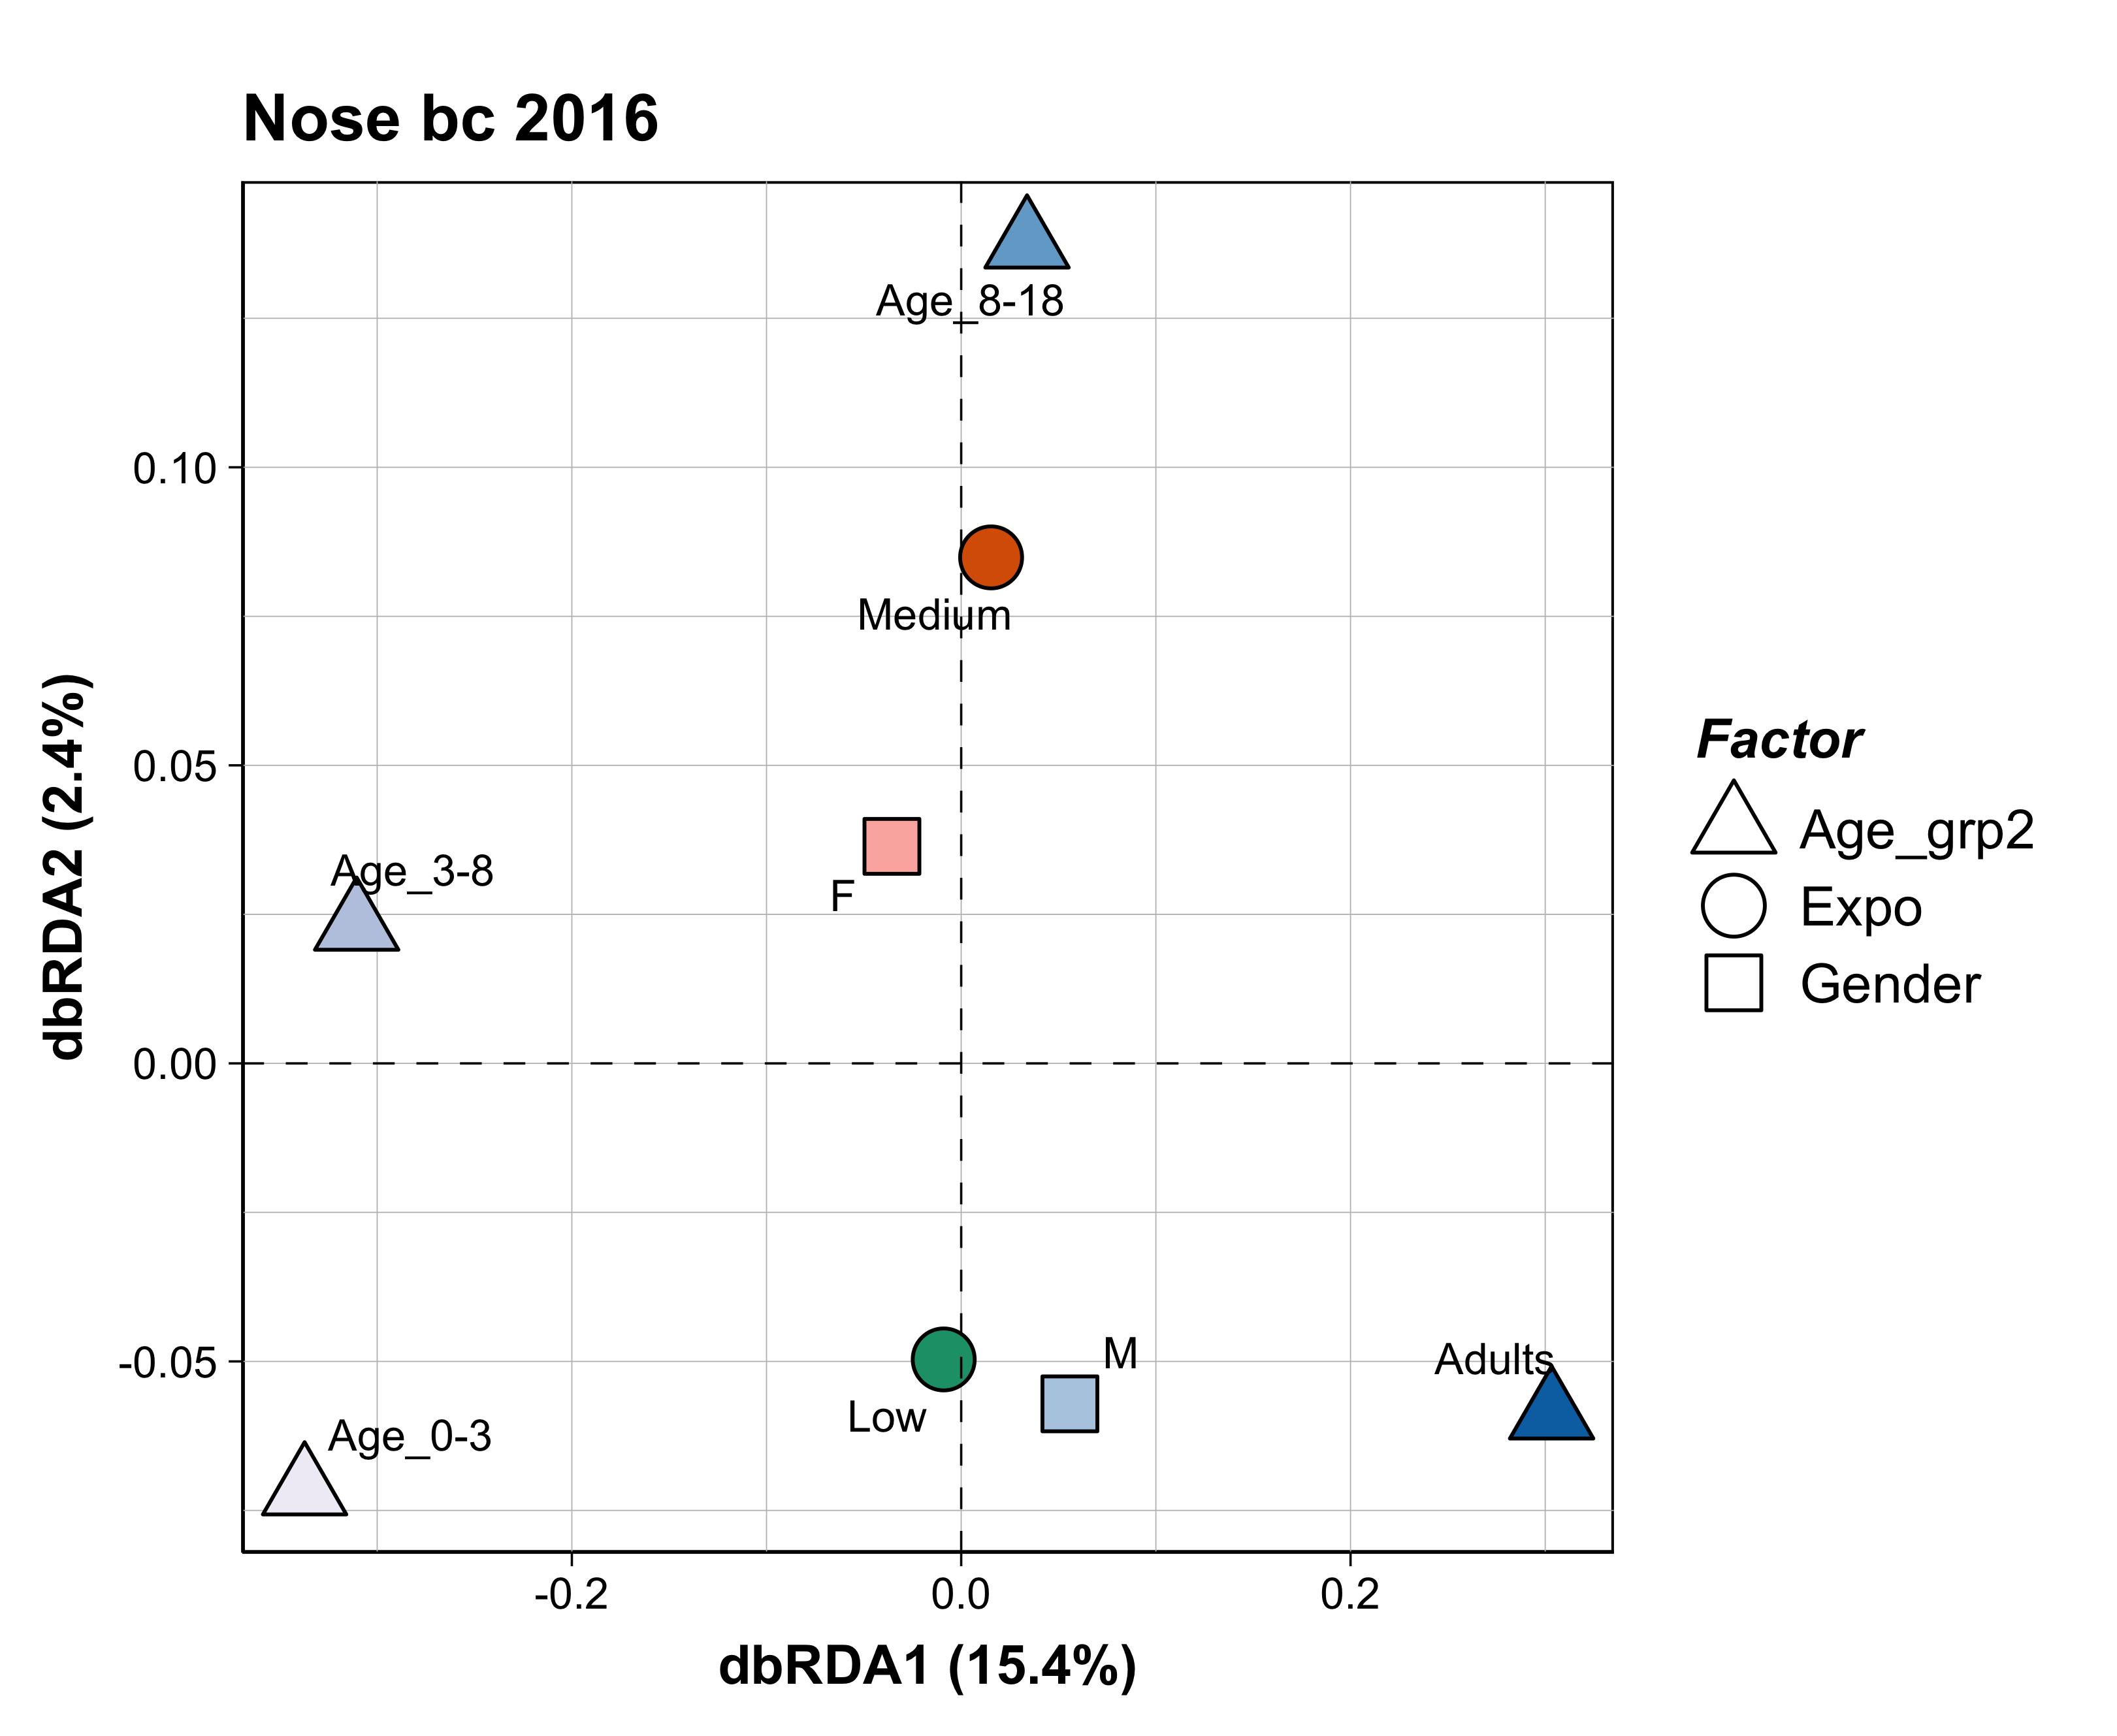 Nose bc 2016
Age_8-18
0.10
Medium
0.05
Age_3-8
F
0.00
-0.05
M
Adults
Low
Age_0-3
-0.2
0.0
0.2
dbRDA1 (15.4%)
dbRDA2 (2.4%)
Factor
Age_grp2
Expo
Gender